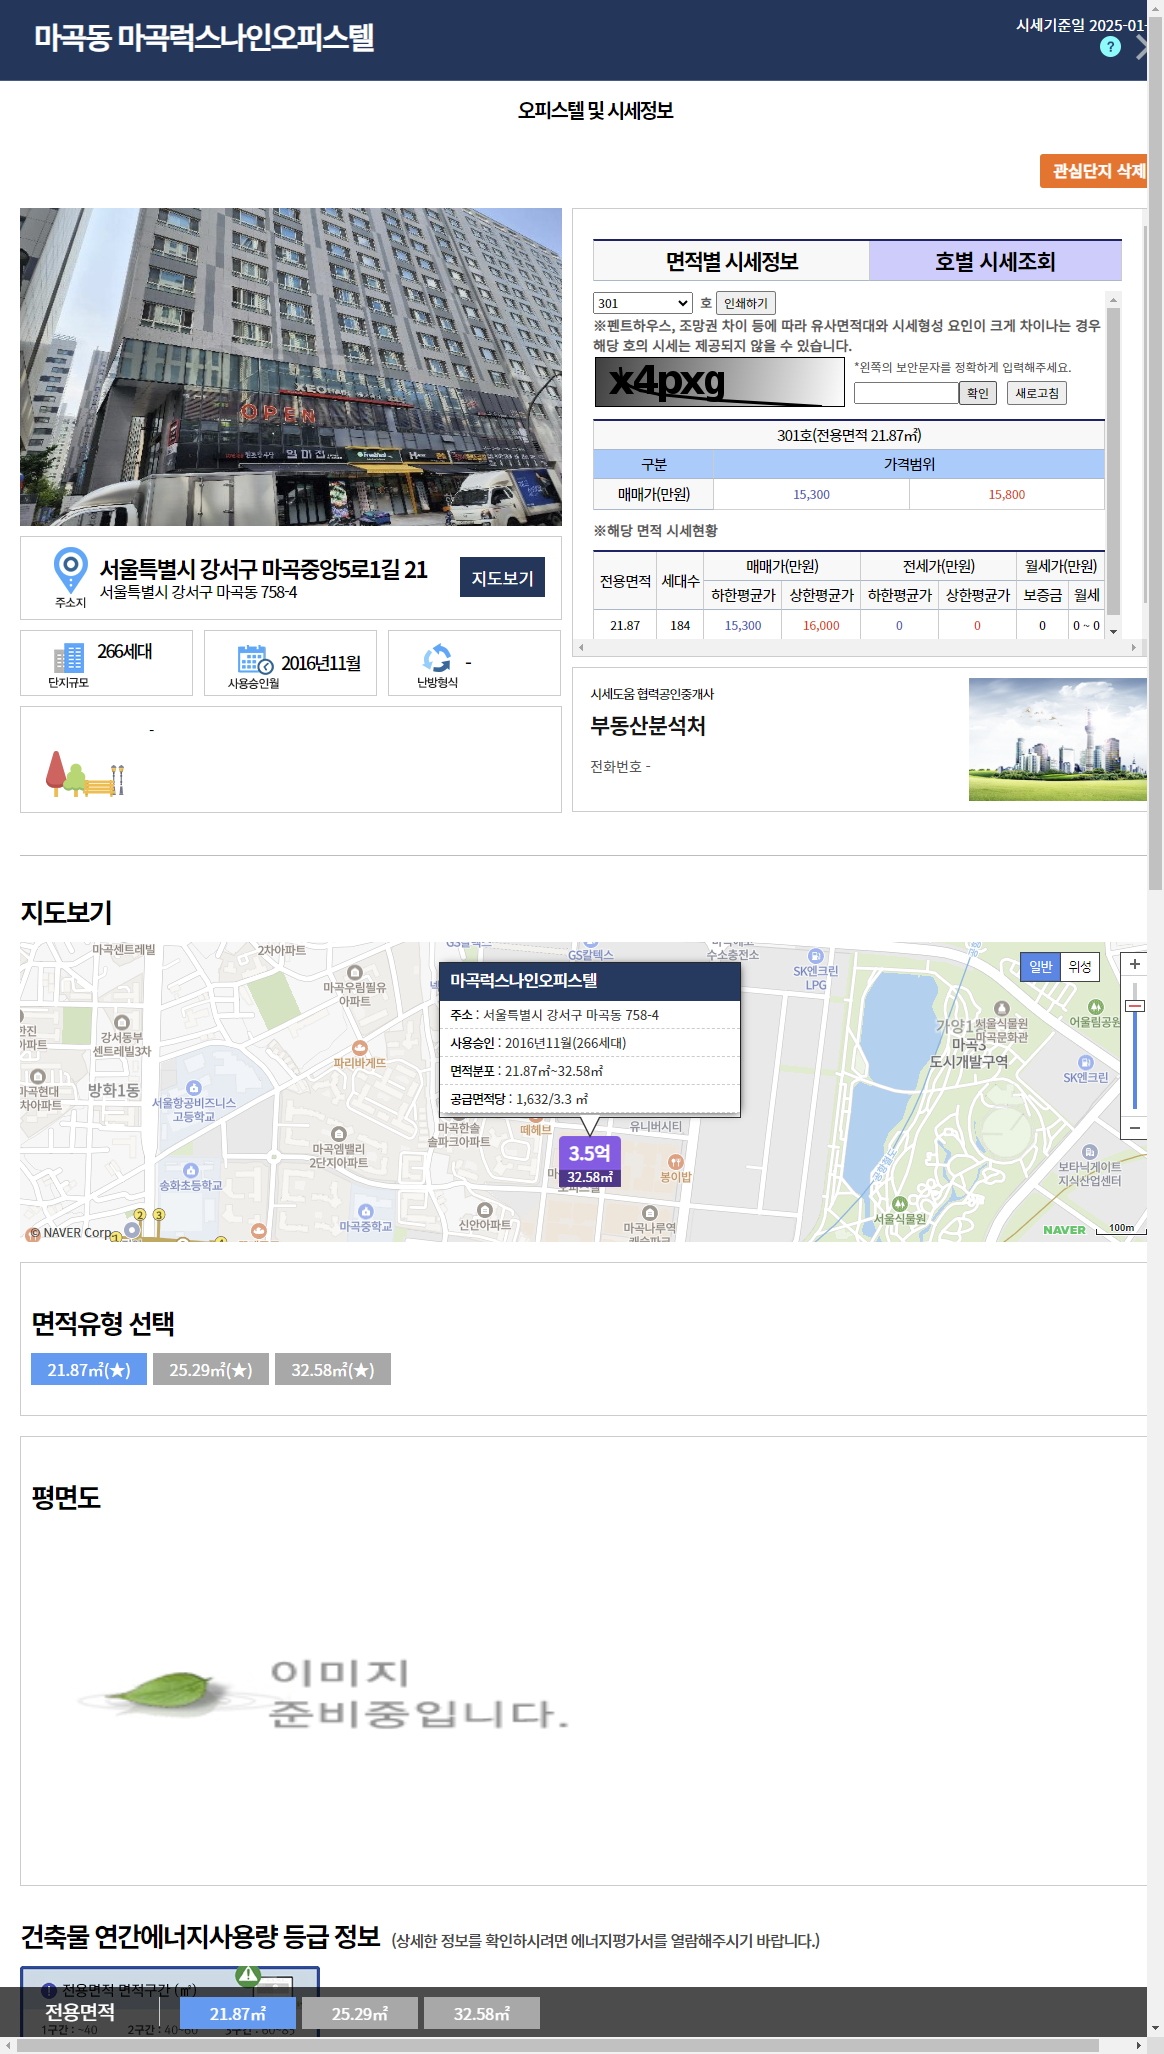 마곡동 마곡럭스나인오피스텔
시세기준일 2025-01-
?
오피스텔 및 시세정보
관심단지 삭제
OPEN
면적별 시세정보 호별 시세조회
301 호 인쇄하기
※펜트하우스, 조망권 차이 등에 따라 유사면적대와 시세형성 요인이 크게 차이나는 경우
해당 호의 시세는 제공되지 않을 수 있습니다.
x4pxg
*왼쪽의 보안문자를 정확하게 입력해주세요.
확인 새로고침
301호(전용면적 21.87㎡)
구분 가격범위
매매가(만원) 15,300 15,800
※해당 면적 시세현황
전용면적 세대수 매매가(만원) 전세가(만원) 월세가(만원)
하한평균가 상한평균가 하한평균가 상한평균가 보증금 월세
21.87 184 15,300 16,000 0 0 0 0 ~ 0
주소지
서울특별시 강서구 마곡중앙5로1길 21
서울특별시 강서구 마곡동 758-4
지도보기
266세대
단지규모
2016년11월
사용승인월
-
난방형식
-
시세도움 협력공인중개사
부동산분석처
전화번호 -
지도보기
마곡센트레빌
2차아파트
GS칼텍스
GS칼텍스
수소충전소
SK엔크린
LPG
일반 위성
마곡우림필유
아파트
강서동부
센트레빌3차
파리바게뜨
마곡현대
방화1동
서울항공비즈니스
고등학교
마곡엠밸리
2단지아파트
송화초등학교
마곡중학교
마곡한솔
솔파크아파트
떼헤브
유니버시티
봉이밥
신안아파트
마곡나루역
서울식물원
마곡문화관
어울림공원
마곡3
도시개발구역
SK엔크린
보타닉게이트
지식산업센터
서울식물원
공항철도
2 3
© NAVER Corp.
NAVER 100m
마곡럭스나인오피스텔
주소 : 서울특별시 강서구 마곡동 758-4
사용승인 : 2016년11월(266세대)
면적분포 : 21.87㎡~32.58㎡
공급면적당 : 1,632/3.3 ㎡
3.5억
32.58㎡
면적유형 선택
21.87㎡(★) 25.29㎡(★) 32.58㎡(★)
평면도
이미지
준비중입니다.
건축물 연간에너지사용량 등급 정보 (상세한 정보를 확인하시려면 에너지평가서를 열람해주시기 바랍니다.)
전용면적 면적구간 (㎡)
1구간 : ~40 2구간 : 40~60 3구간 : 60~85
전용면적 21.87㎡ 25.29㎡ 32.58㎡